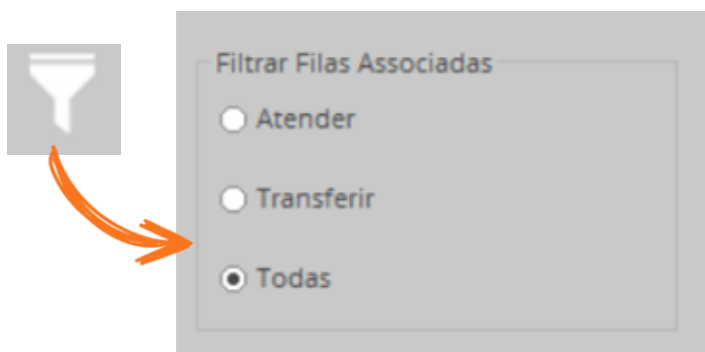 Filtrar Filas Associadas
Atender
Transferir
Todas